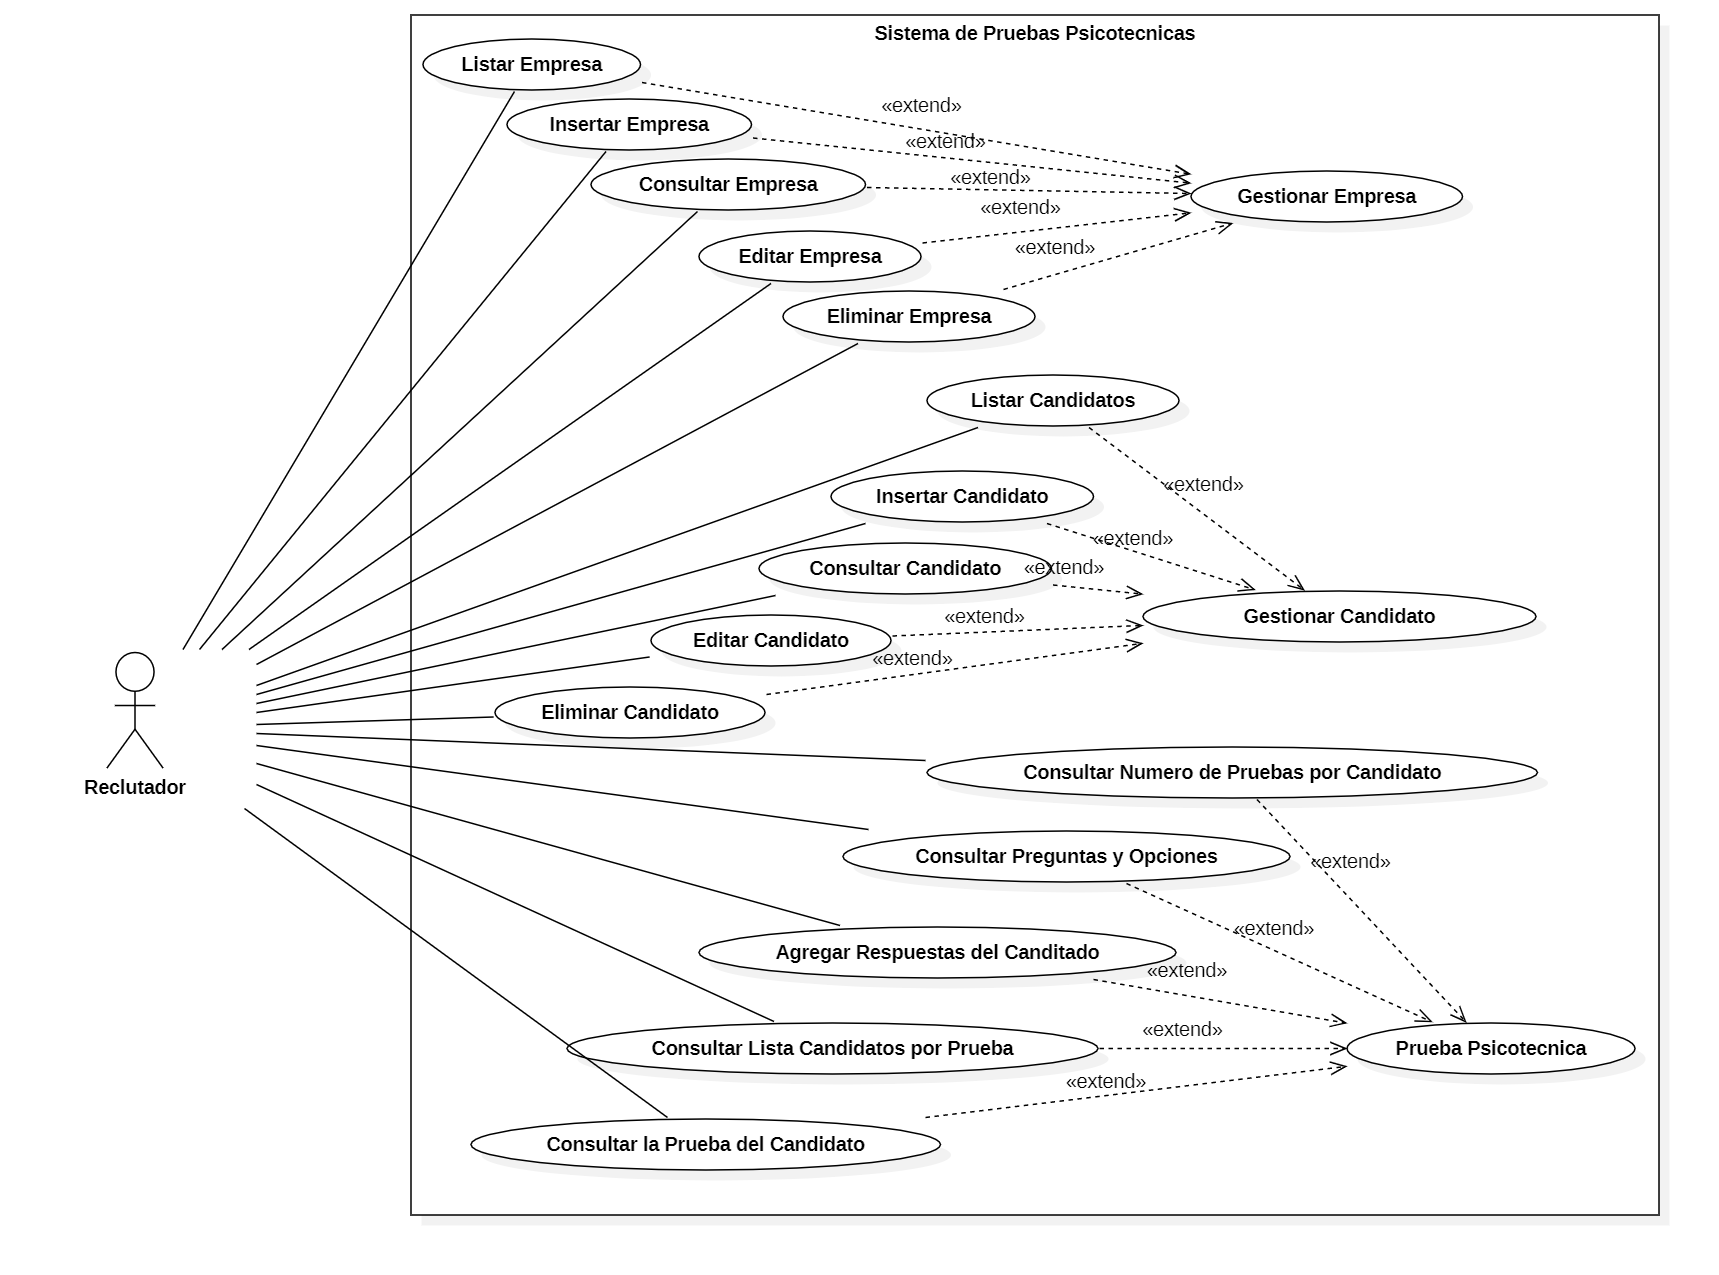 Sistema de Pruebas Psicotecnicas
Listar Empresa
«extend»
Insertar Empresa
«extend»
Consultar Empresa
«extend»
Gestionar Empresa
«extend»
Editar Empresa
«extend»
Eliminar Empresa
Listar Candidatos
«extend»
Insertar Candidato
«extend»
Consultar Candidato
«extend»
Gestionar Candidato
«extend»
Editar Candidato
«extend»
Eliminar Candidato
Reclutador
Consultar Numero de Pruebas por Candidato
Consultar Preguntas y Opciones
«extend»
«extend»
Agregar Respuestas del Canditado
«extend»
«extend»
Consultar Lista Candidatos por Prueba
Prueba Psicotecnica
«extend»
Consultar la Prueba del Candidato